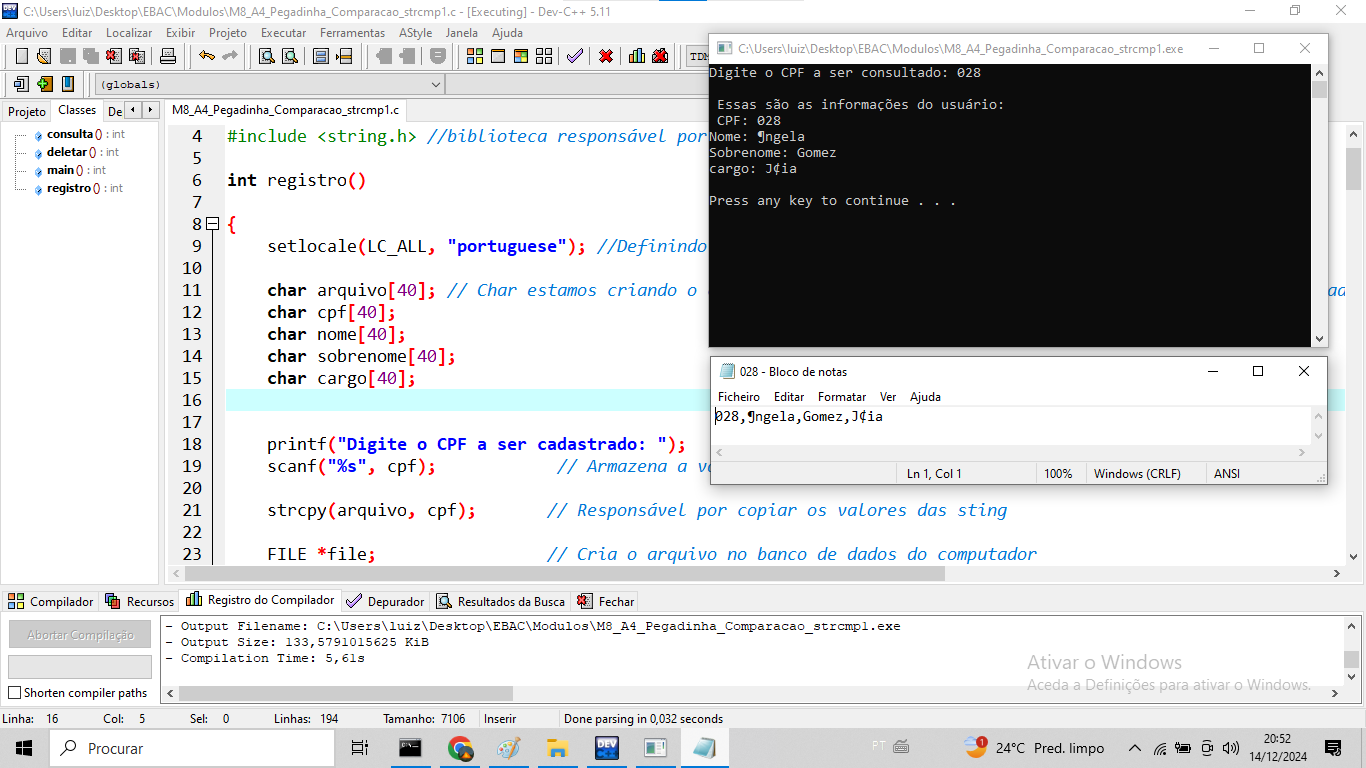 C:\Users\luiz\Desktop\EBAC\Modulos\M8_A4_Pegadinha_Comparacao_strcmp1.c - [Executing] - Dev-C++ 5.11
Arquivo Editar Localizar Exibir Projeto Executar Ferramentas AStyle Janela Ajuda
TDM
(globals)
Projeto Classes De
M8_A4_Pegadinha_Comparacao_strcmp1.c
consulta () : int
deletar () : int
main () : int
registro () : int
4 #include <string.h> //biblioteca responsável por
5
6 int registro()
7
8 {
9 setlocale(LC_ALL, "portuguese"); //Definindo
10
11 char arquivo[40]; // Char estamos criando o
12 char cpf[40];
13 char nome[40];
14 char sobrenome[40];
15 char cargo[40];
16
17
18 printf("Digite o CPF a ser cadastrado: ");
19 scanf("%s", cpf); // Armazena a
20
21 strcpy(arquivo, cpf); // Responsável por copiar os valores das sting
22
23 FILE *file; // Cria o arquivo no banco de dados do computador
C:\Users\luiz\Desktop\EBAC\Modulos\M8_A4_Pegadinha_Comparacao_strcmp1.exe
Digite o CPF a ser consultado: 028
Essas são as informações do usuário:
CPF: 028
Nome: ¶ngela
Sobrenome: Gomez
cargo: J¢ia
Press any key to continue . . .
028 - Bloco de notas
Ficheiro Editar Formatar Ver Ajuda
028,¶ngela,Gomez,J¢ia
Ln 1, Col 1 100% Windows (CRLF) ANSI
Compilador Recursos Registro do Compilador Depurador Resultados da Busca Fechar
Abortar Compilação
Shorten compiler paths
- Output Filename: C:\Users\luiz\Desktop\EBAC\Modulos\M8_A4_Pegadinha_Comparacao_strcmp1.exe
- Output Size: 133,5791015625 KiB
- Compilation Time: 5,61s
Ativar o Windows
Aceda a Definições para ativar o Windows.
Linha: 16 Col: 5 Sel: 0 Linhas: 194 Tamanho: 7106 Inserir Done parsing in 0,032 seconds
Procurar
PT
1
24°C Pred. limpo
20:52
14/12/2024